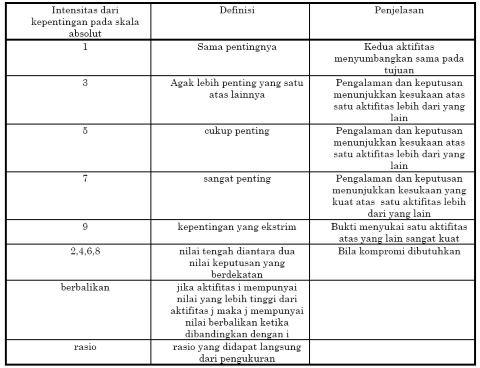 Intensitas dari
kepentingan pada skala
absolut
Definisi
Penjelasan
1
Sama pentingnya
Kedua aktifitas
menyumbangkan sama pada
tujuan
3
Agak lebih penting yang satu
atas lainnya
Pengalaman dan keputusan
menunjukkan kesukaan atas
satu aktifitas lebih dari yang
lain
5
cukup penting
Pengalaman dan keputusan
menunjukkan kesukaan atas
satu aktifitas lebih dari yang
lain
7
sangat penting
Pengalaman dan keputusan
menunjukkan kesukaan yang
kuat atas satu aktifitas lebih
dari yang lain
9
kepentingan yang ekstrim
Bukti menyukai satu aktifitas
atas yang lain sangat kuat
2,4,6,8
nilai tengah diantara dua
nilai keputusan yang
berdekatan
Bila kompromi dibutuhkan
berbalikan
jika aktifitas i mempunyai
nilai yang lebih tinggi dari
aktifitas j maka j mempunyai
nilai berbalikan ketika
dibandingkan dengan i
rasio
rasio yang didapat langsung
dari pengukuran